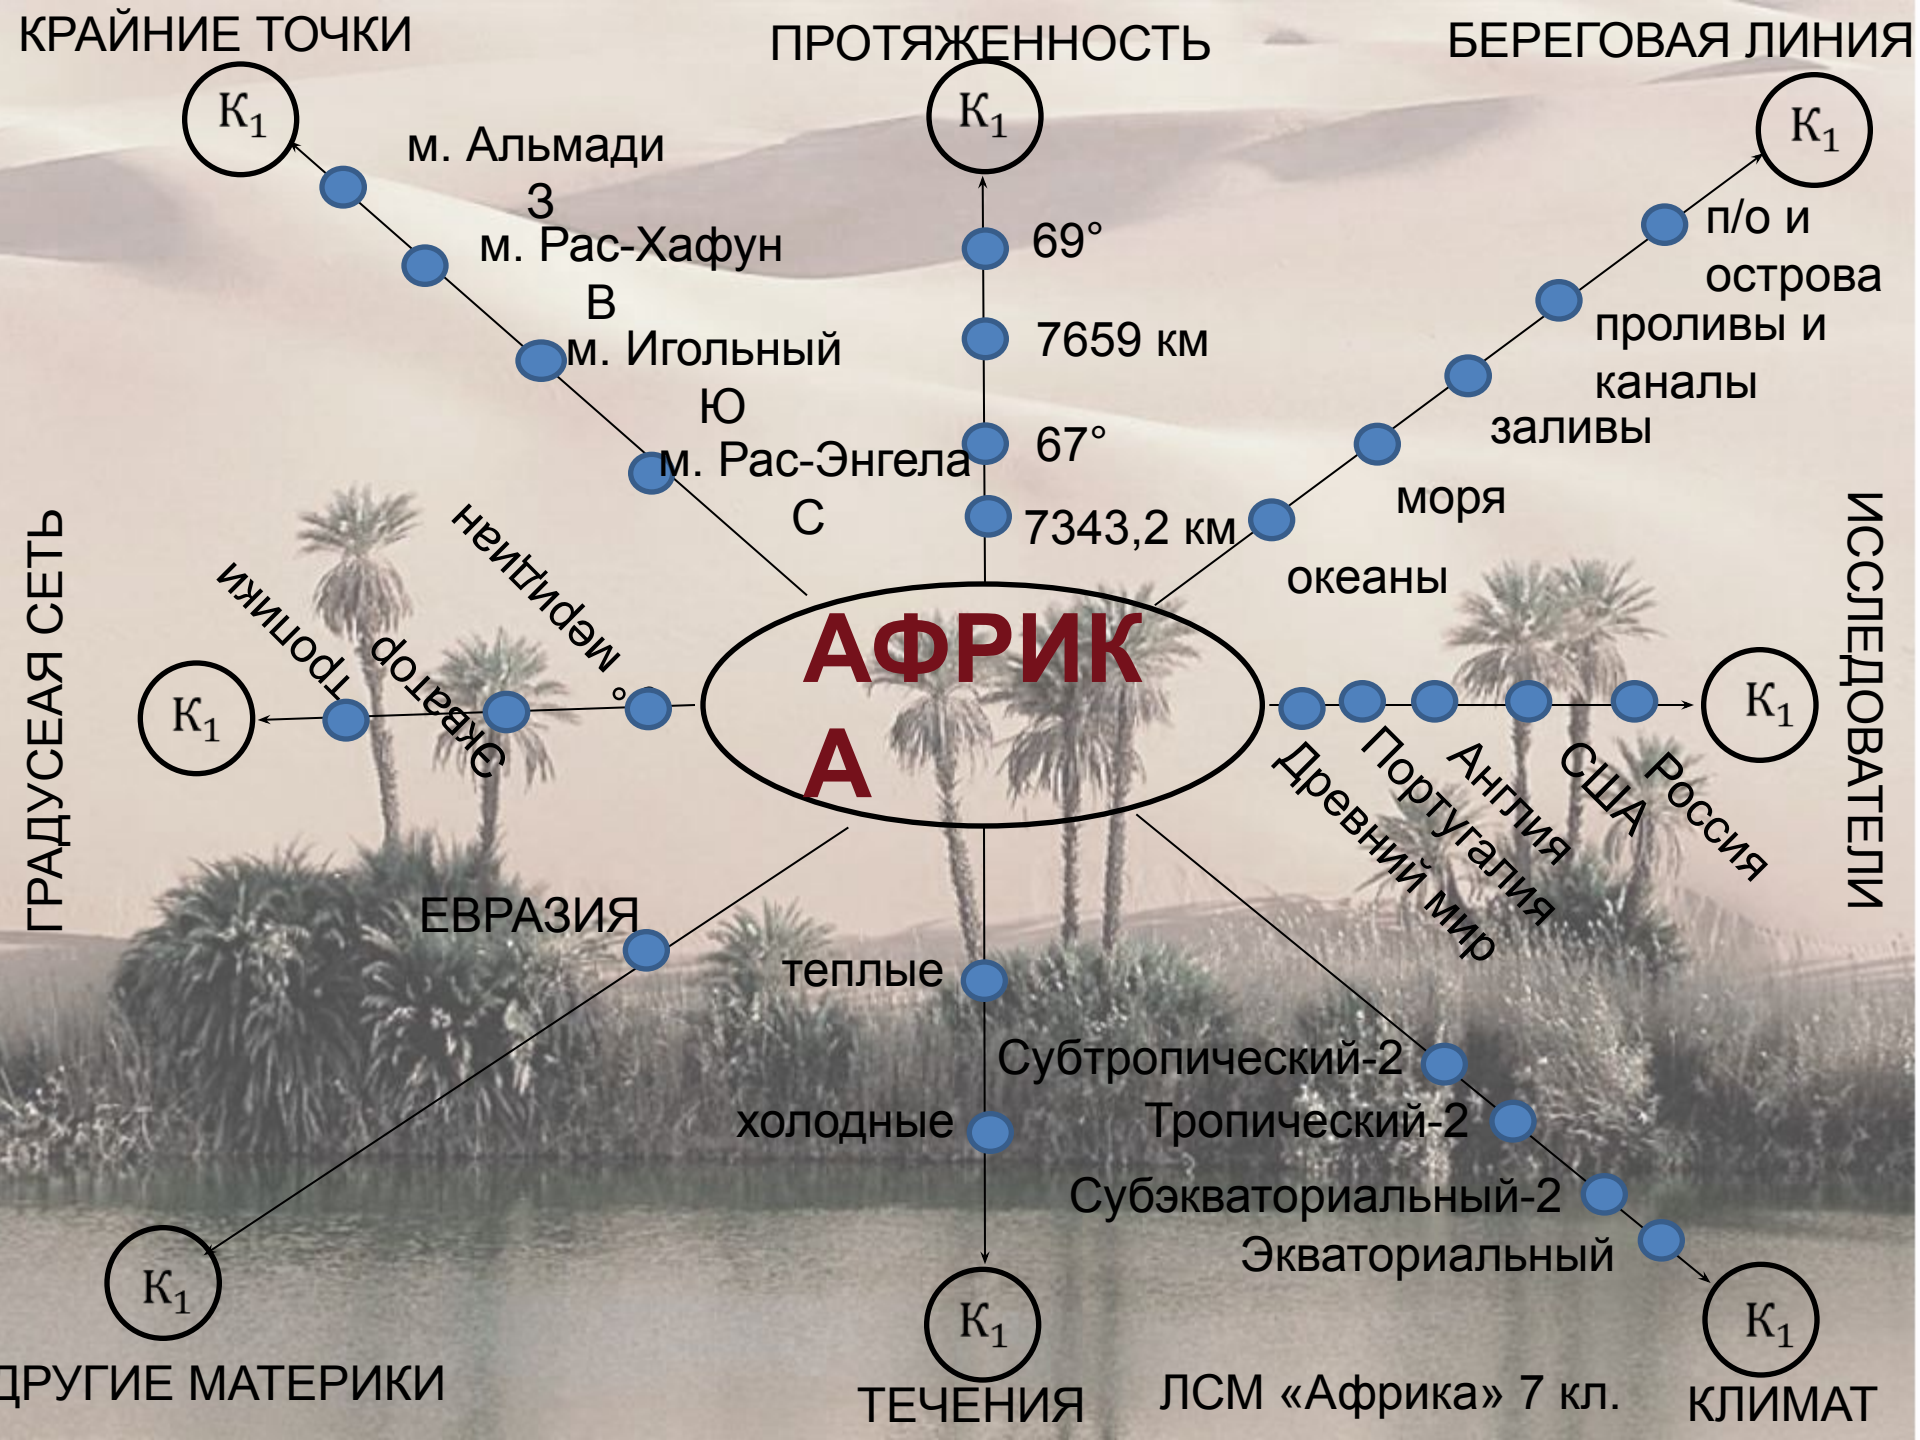 КРАЙНИЕ ТОЧКИ
ПРОТЯЖЕННОСТЬ
БЕРЕГОВАЯ ЛИНИЯ
К₁
К₁
К₁
м. Альмади
З
м. Рас-Хафун
В
м. Игольный
Ю
м. Рас-Энгела
С
69°
7659 км
67°
7343,2 км
п/о и
острова
проливы и
каналы
заливы
моря
океаны
ГРАДУСЕАЯ СЕТЬ
К₁
тропики
Экватор
° меридиан
АФРИК
А
Древний мир
Португалия
Англия
США
Россия
К₁
ИССЛЕДОВАТЕЛИ
ЕВРАЗИЯ
теплые
холодные
Субтропический-2
Тропический-2
Субэкваториальный-2
Экваториальный
К₁
К₁
К₁
ДРУГИЕ МАТЕРИКИ
ТЕЧЕНИЯ
ЛСМ «Африка» 7 кл.
КЛИМАТ